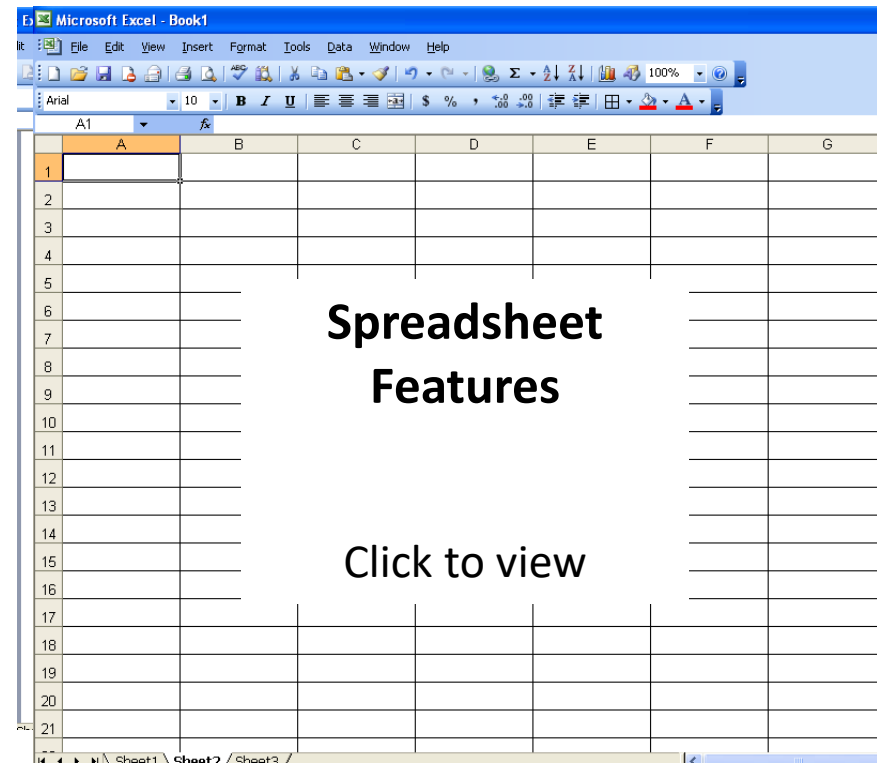 Microsoft Excel - Book1
File Edit View Insert Format Tools Data Window Help
100%
Arial 10 B I U $ % ,
A1 fx
A B C D E F G
1
2
3
4
5
6
7
8
9
10
11
12
13
14
15
16
17
18
19
20
21
Spreadsheet
Features
Click to view
Sheet1 Sheet2 Sheet3